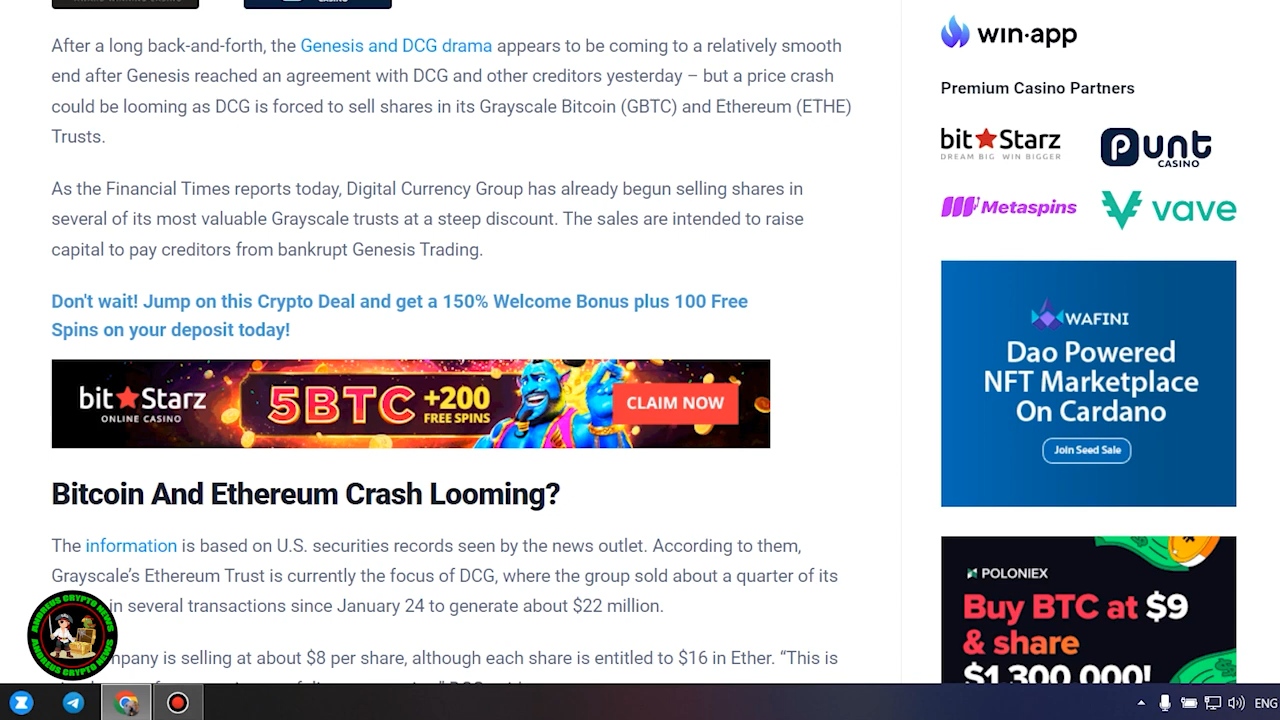 After a long back-and-forth, the Genesis and DCG drama appears to be coming to a relatively smooth
end after Genesis reached an agreement with DCG and other creditors yesterday – but a price crash
could be looming as DCG is forced to sell shares in its Grayscale Bitcoin (GBTC) and Ethereum (ETHE)
Trusts.
As the Financial Times reports today, Digital Currency Group has already begun selling shares in
several of its most valuable Grayscale trusts at a steep discount. The sales are intended to raise
capital to pay creditors from bankrupt Genesis Trading.
Don't wait! Jump on this Crypto Deal and get a 150% Welcome Bonus plus 100 Free
Spins on your deposit today!
bit Starz
ONLINE CASINO
5BTC
+200
FREE SPINS
CLAIM NOW
Bitcoin And Ethereum Crash Looming?
The information is based on U.S. securities records seen by the news outlet. According to them,
Grayscale’s Ethereum Trust is currently the focus of DCG, where the group sold about a quarter of its
in several transactions since January 24 to generate about $22 million.
mpany is selling at about $8 per share, although each share is entitled to $16 in Ether. “This is
ANDREUS CRYPTO NEWS
ANDREUS CRYPTO NEWS
win·app
Premium Casino Partners
bit Starz
DREAM BIG WIN BIGGER
Punt
CASINO
Metaspins
vave
WAFINI
Dao Powered
NFT Marketplace
On Cardano
Join Seed Sale
POLONIEX
Buy BTC at $9
& share
$1,300,000!
ENG